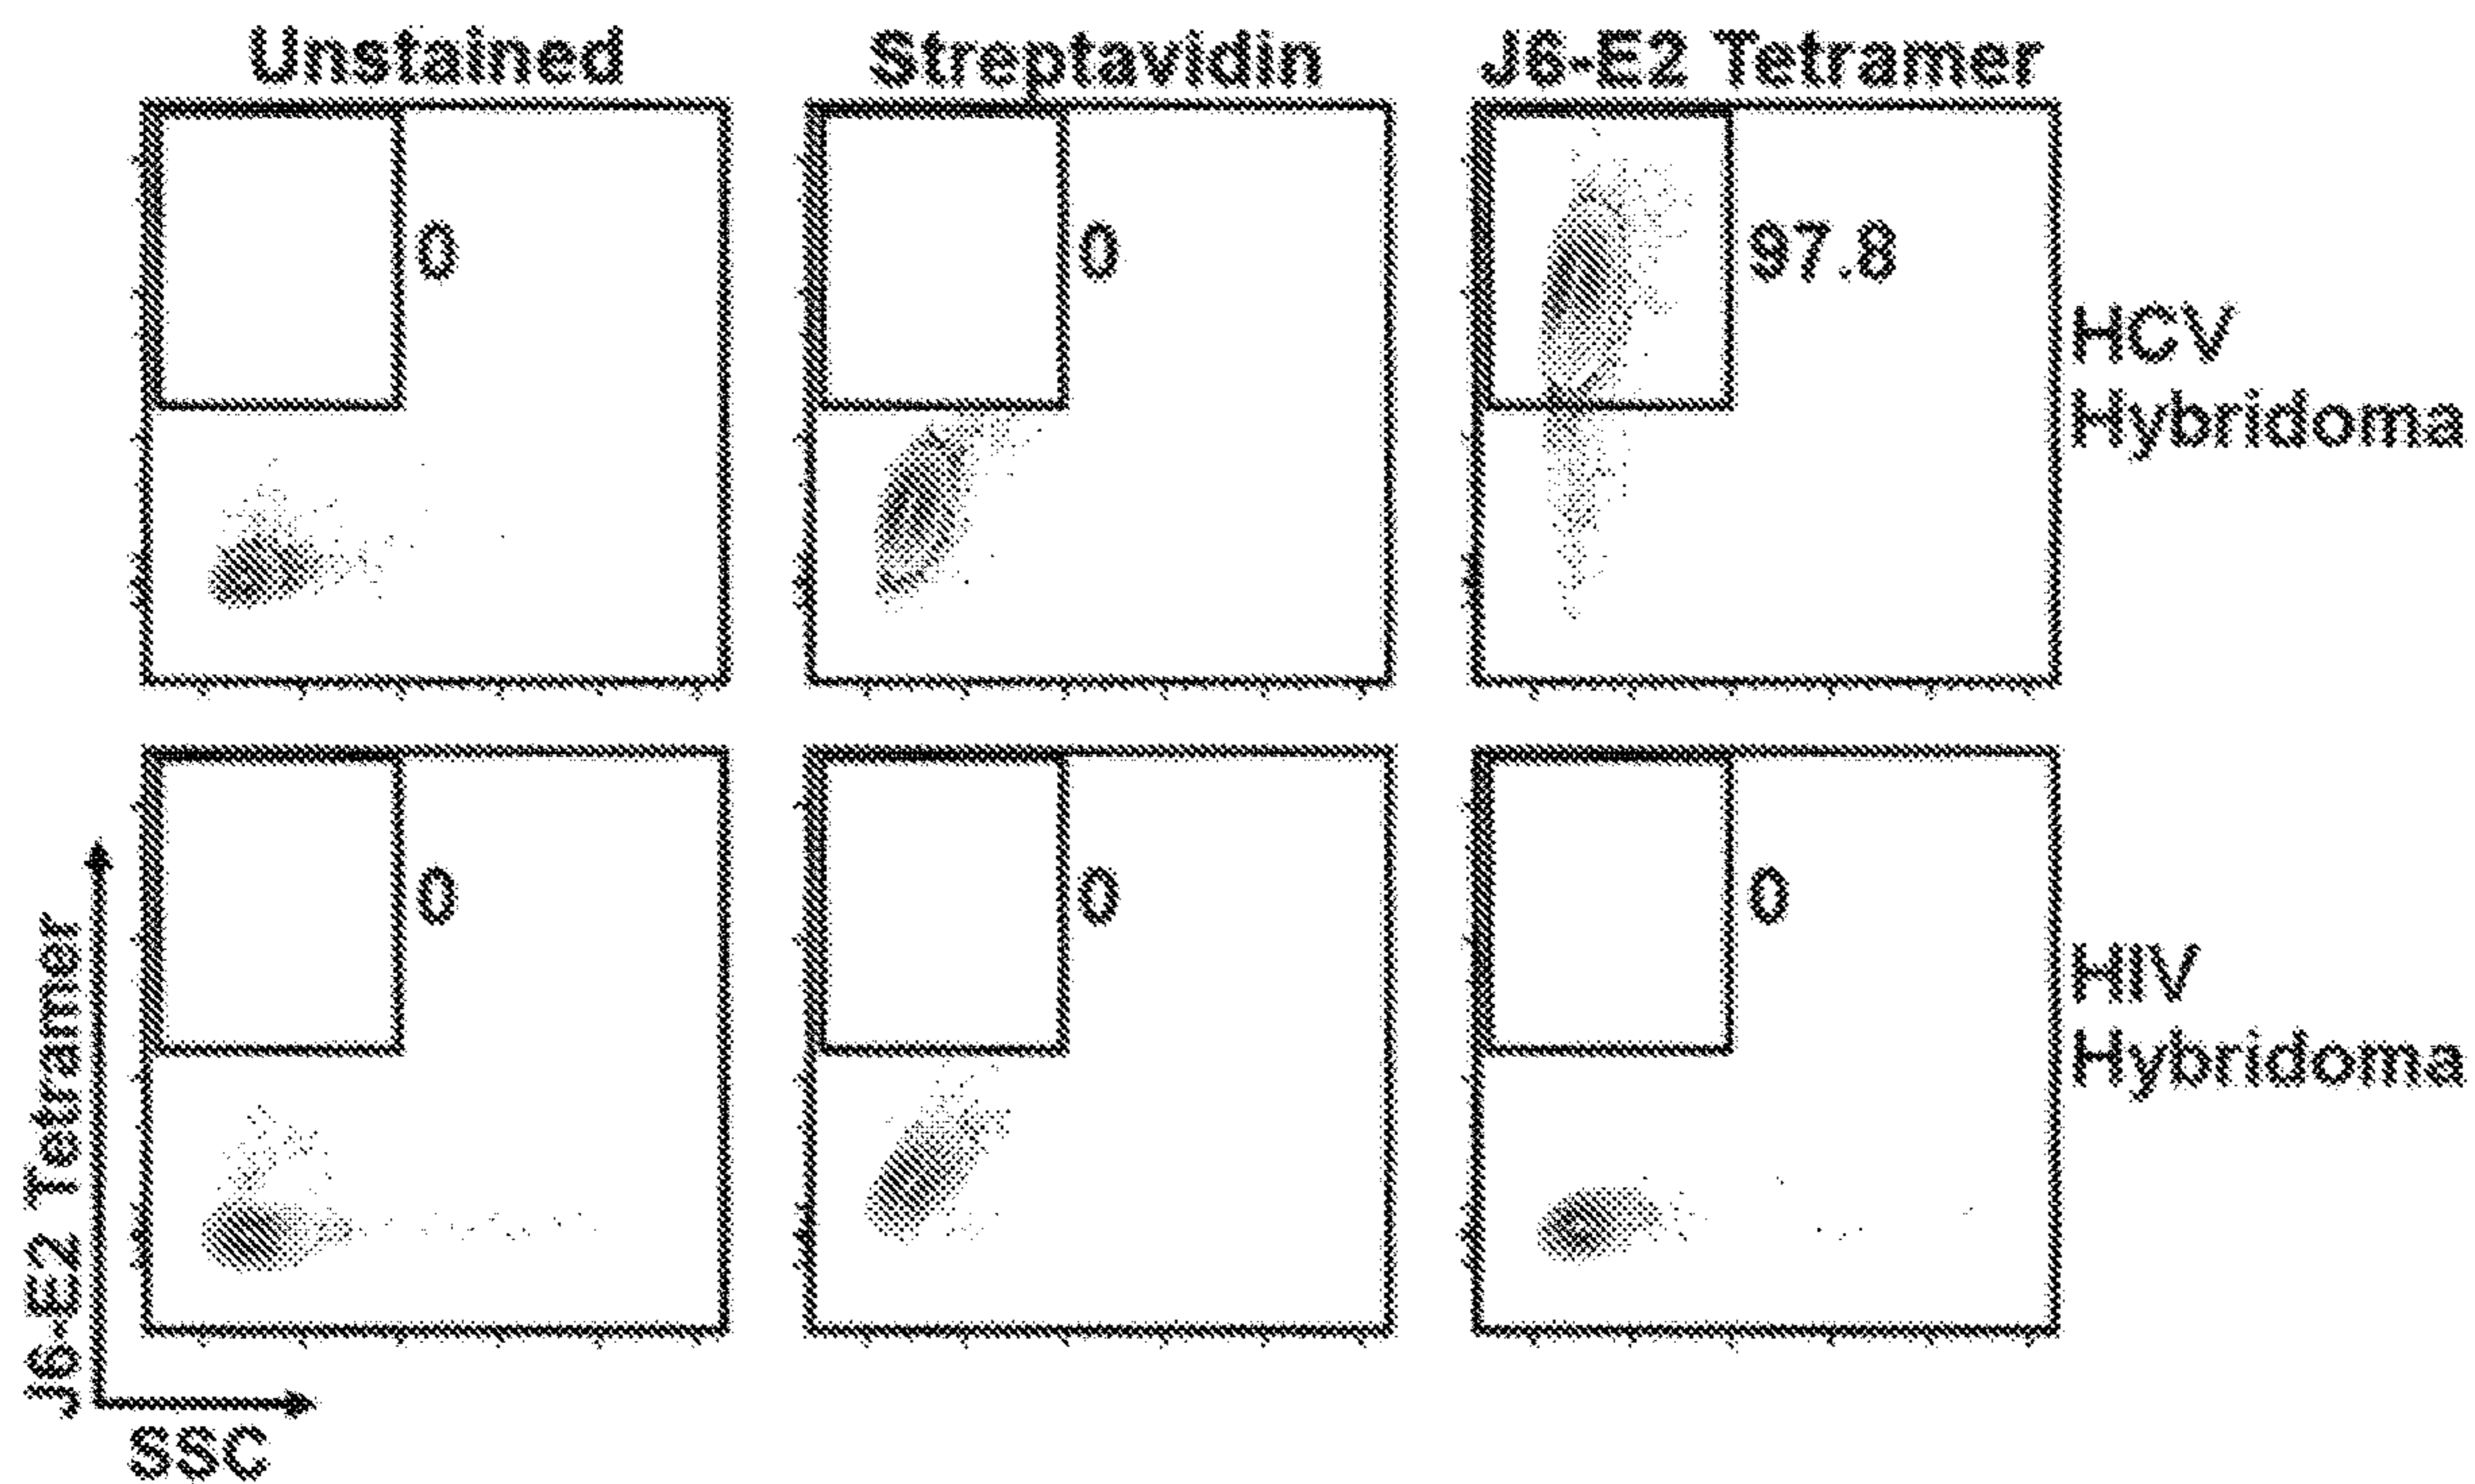 Unstained
Streptavidin
J6-E2 Tetramer
0
0
97.8
HCV
Hybridoma
0
0
0
HIV
Hybridoma
J6-E2 Tetramer
SSC